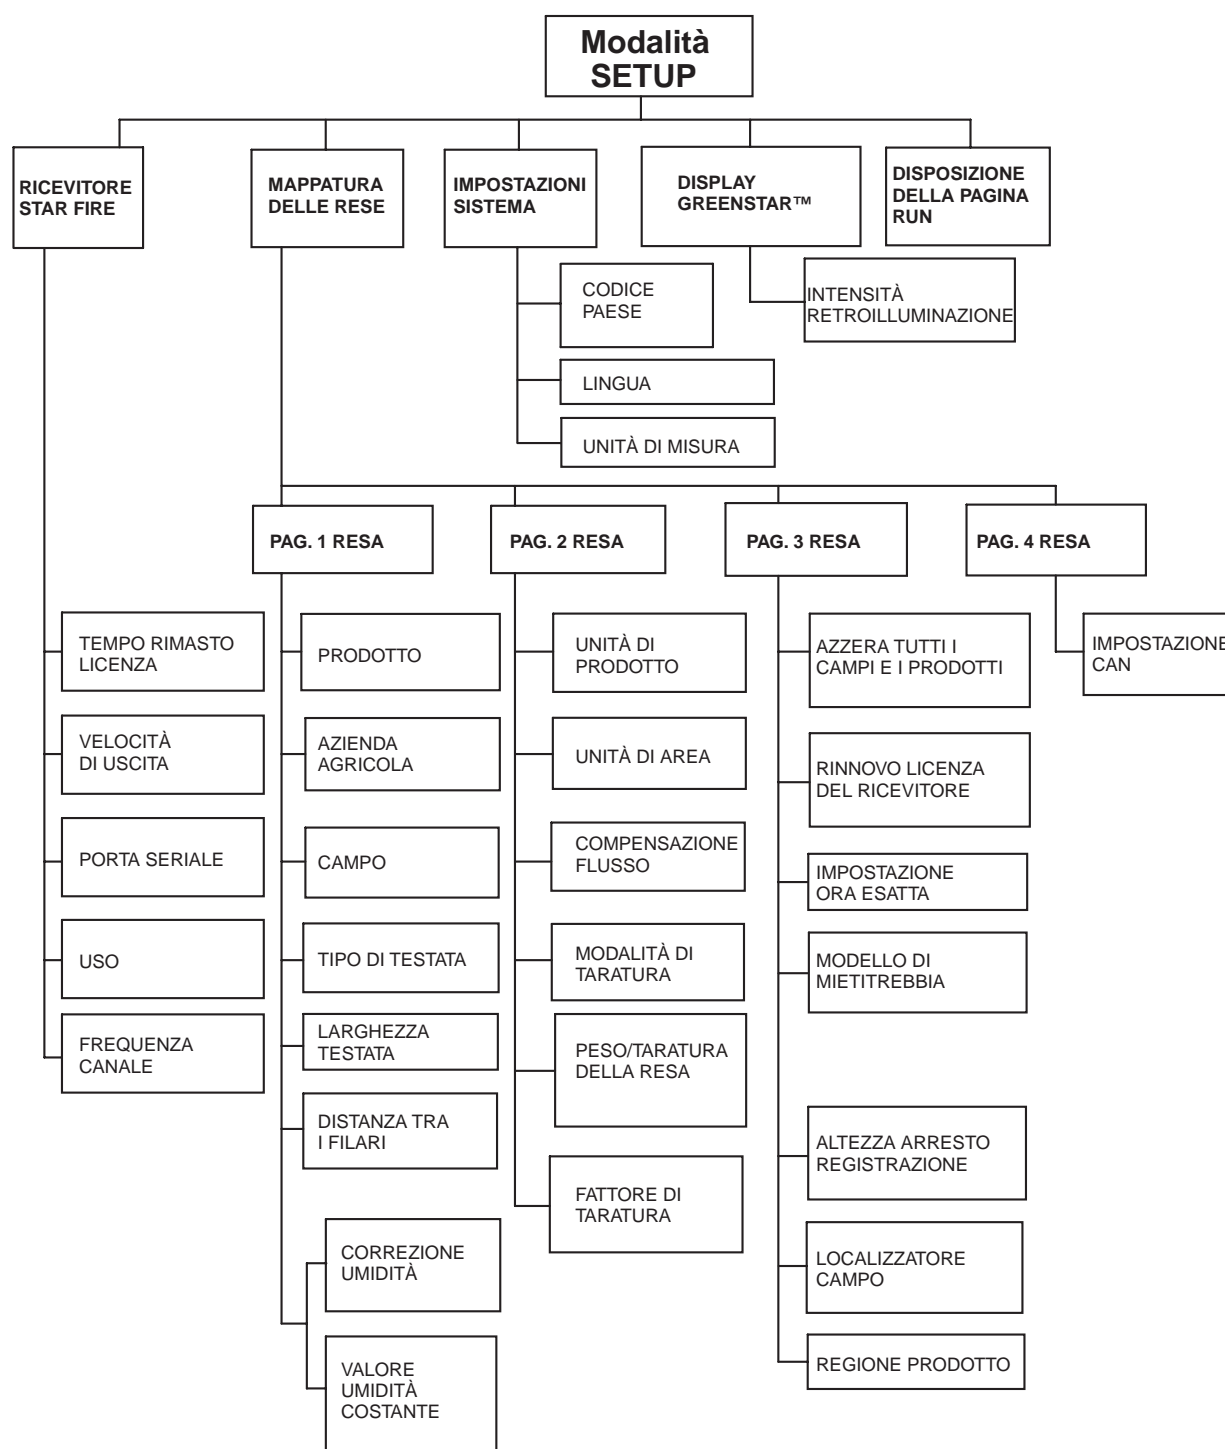 Modalità
SETUP
RICEVITORE
STAR FIRE
MAPPATURA
DELLE RESE
IMPOSTAZIONI
SISTEMA
DISPLAY
GREENSTAR™
DISPOSIZIONE
DELLA PAGINA
RUN
CODICE
PAESE
INTENSITÀ
RETROILLUMINAZIONE
LINGUA
UNITÀ DI MISURA
PAG. 1 RESA
PAG. 2 RESA
PAG. 3 RESA
PAG. 4 RESA
TEMPO RIMASTO
LICENZA
VELOCITÀ
DI USCITA
PORTA SERIALE
USO
FREQUENZA
CANALE
PRODOTTO
AZIENDA
AGRICOLA
CAMPO
TIPO DI TESTATA
LARGHEZZA
TESTATA
DISTANZA TRA
I FILARI
CORREZIONE
UMIDITÀ
VALORE
UMIDITÀ
COSTANTE
UNITÀ DI
PRODOTTO
UNITÀ DI AREA
COMPENSAZIONE
FLUSSO
MODALITÀ DI
TARATURA
PESO/TARATURA
DELLA RESA
FATTORE DI
TARATURA
AZZERA TUTTI I
CAMPI E I PRODOTTI
RINNOVO LICENZA
DEL RICEVITORE
IMPOSTAZIONE
ORA ESATTA
MODELLO DI
MIETITREBBIA
ALTEZZA ARRESTO
REGISTRAZIONE
LOCALIZZATORE
CAMPO
REGIONE PRODOTTO
IMPOSTAZIONE
CAN